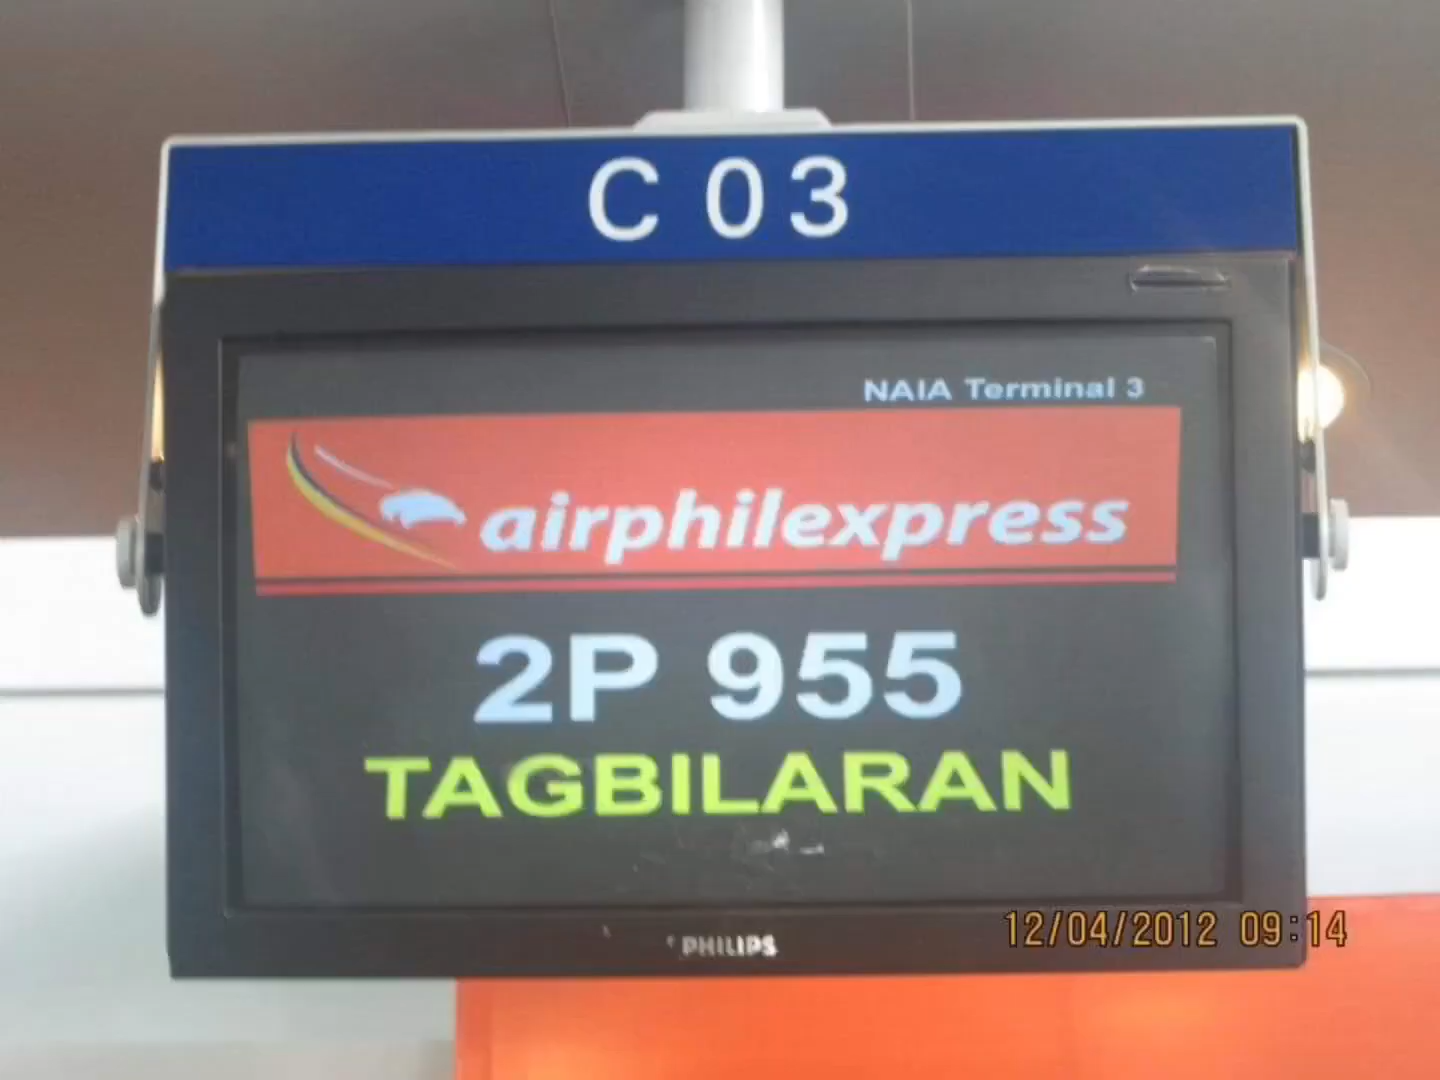 C 03
NAIA Terminal 3
airphilexpress
2P 955
TAGBILARAN
PHILIPS
12/04/2012 09:14